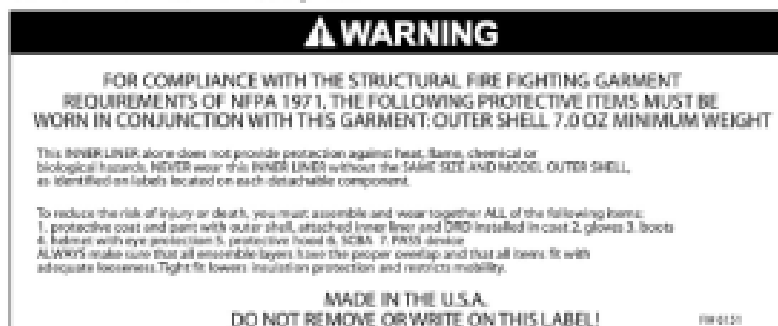 WARNING
FOR COMPLIANCE WITH THE STRUCTURAL FIRE FIGHTING GARMENT
REQUIREMENTS OF NFPA 1971, THE FOLLOWING PROTECTIVE ITEMS MUST BE
WORN IN CONJUNCTION WITH THIS GARMENT: OUTER SHELL 7.0 OZ MINIMUM WEIGHT
This INNER LINER alone does not provide protection against heat, flame, chemical or
biological hazards. NEVER wear this INNER LINER without the SAME SIZE AND MODEL OUTER SHELL,
as identified on labels located on each detachable component.
To reduce the risk of injury or death, you must assemble and wear together ALL of the following items:
1. protective coat and pant with outer shell, attached inner liner and DRD installed in coat 2. gloves 3. boots
4. helmet with eye protection 5. protective hood 6. SCBA 7. PASS device
ALWAYS make sure that all ensemble layers have the proper overlap and that all items fit with
adequate looseness. Tight fit lowers insulation protection and restricts mobility.
MADE IN THE U.S.A.
DO NOT REMOVE OR WRITE ON THIS LABEL!